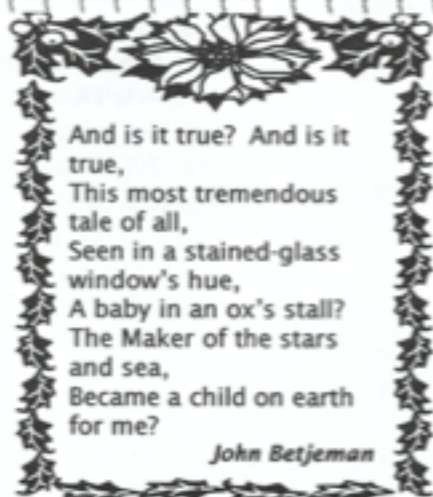 And is it true?  And is it
true,
This most tremendous
tale of all,
Seen in a stained-glass
window's hue,
A baby in an ox's stall?
The Maker of the stars
and sea,
Became a child on earth
for me?
John Betjeman